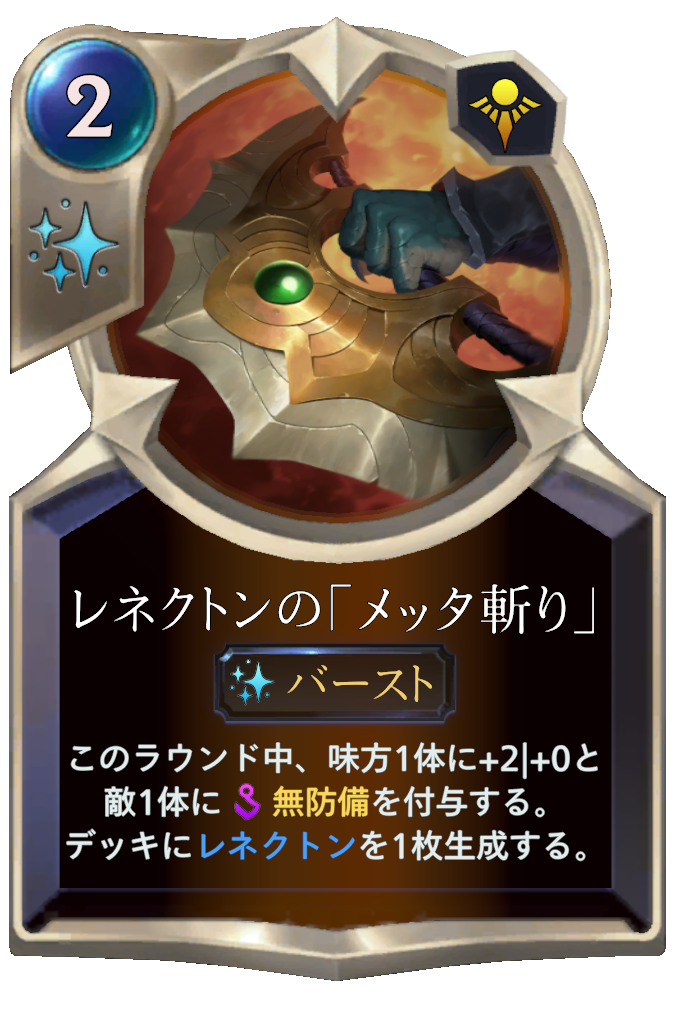 2
レネクトンの「メッタ斬り」
バースト
このラウンド中、味方1体に+2|+0と
敵1体に 無防備を付与する。
デッキにレネクトンを1枚生成する。